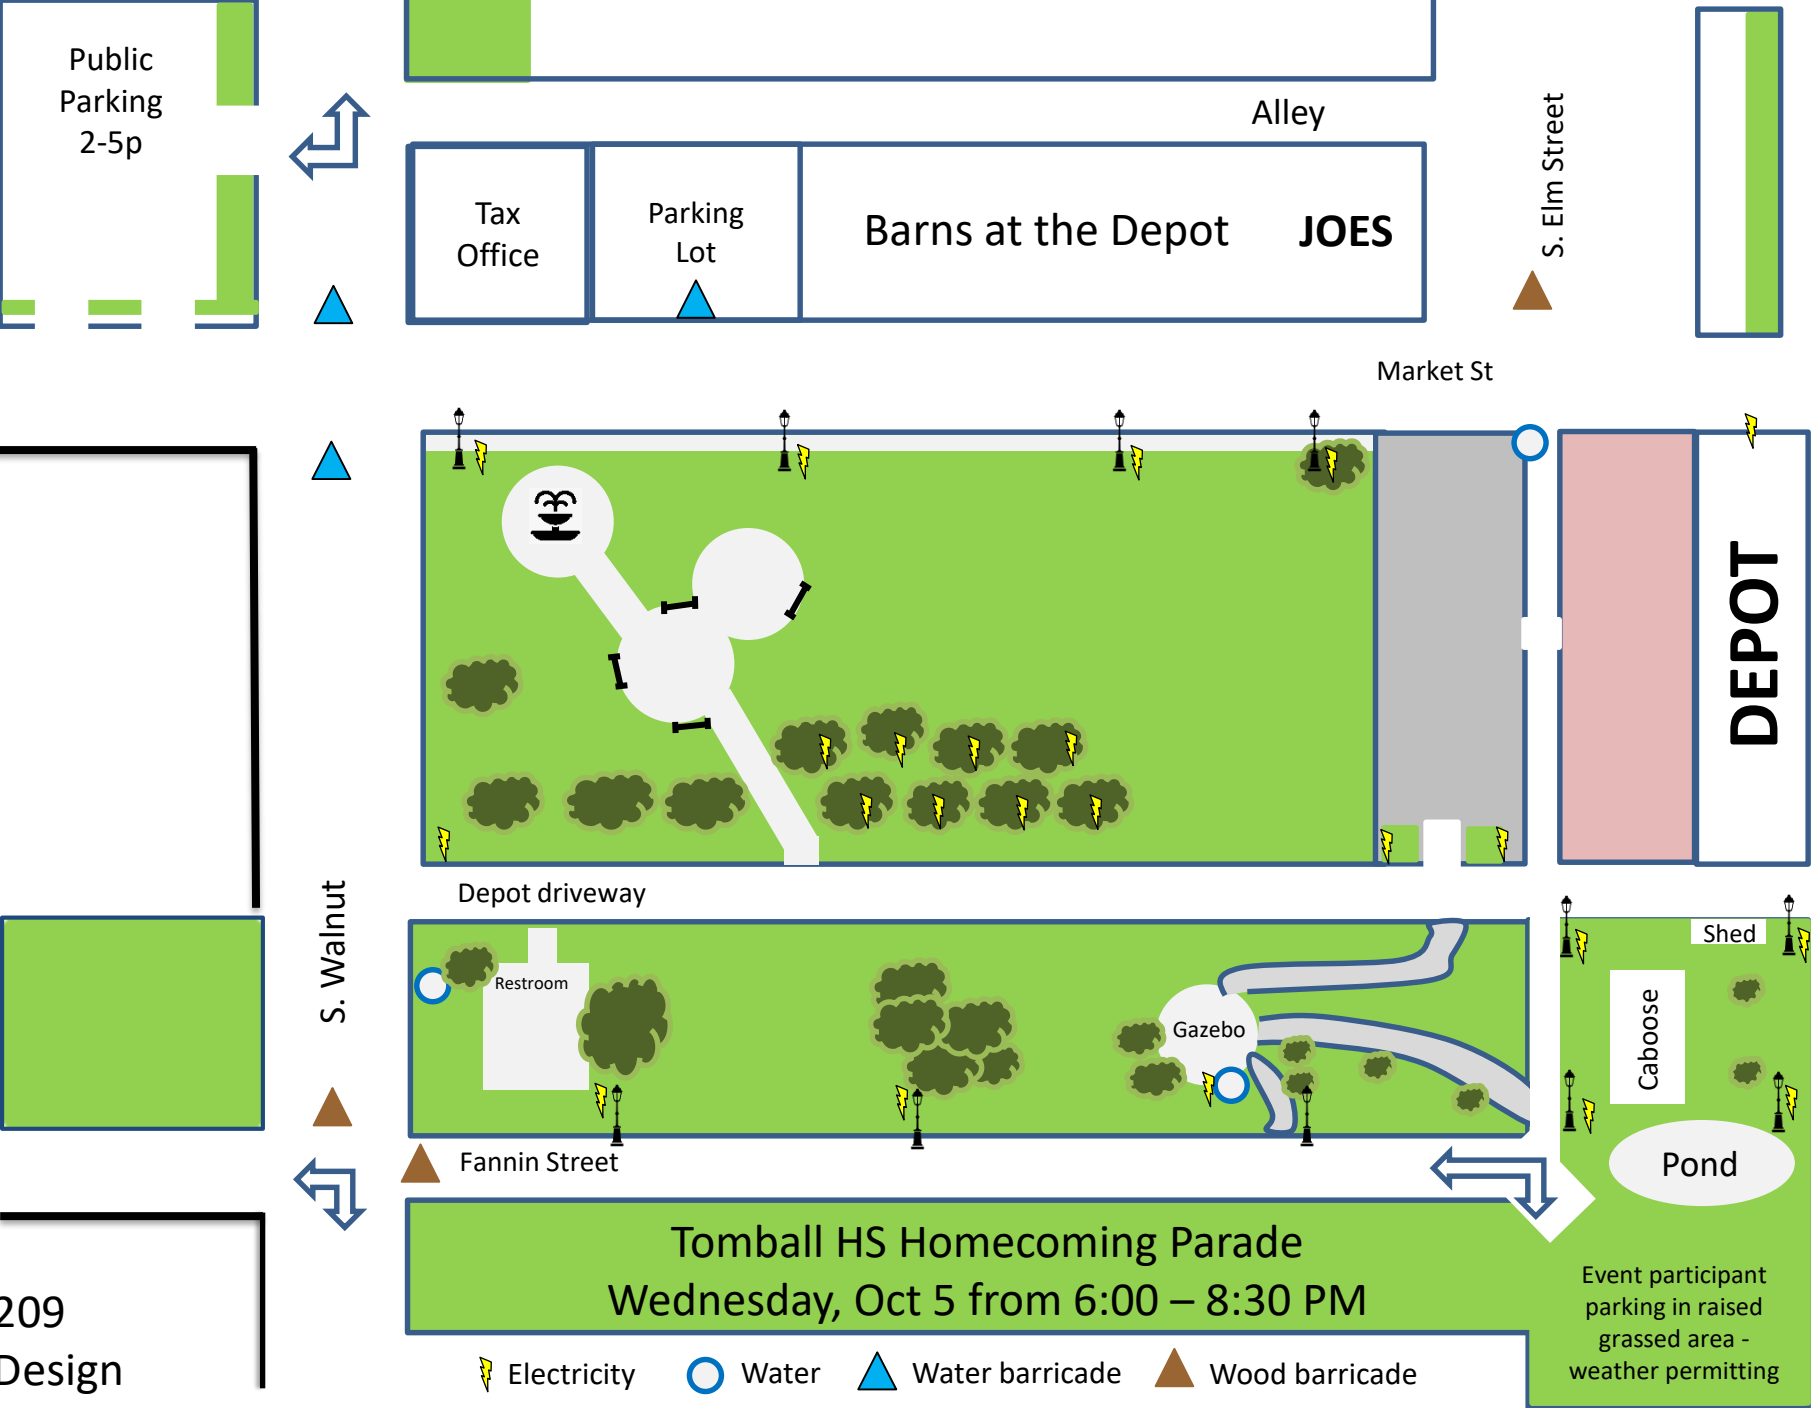 Public
Parking
2-5p
Alley
S. Elm Street
Tax
Office
Parking
Lot
Barns at the Depot
JOES
Market St
DEPOT
Depot driveway
S. Walnut
Restroom
Gazebo
Shed
Caboose
Pond
Fannin Street
Tomball HS Homecoming Parade
Wednesday, Oct 5 from 6:00 – 8:30 PM
Event participant
parking in raised
grassed area -
weather permitting
209
Design
Electricity
Water
Water barricade
Wood barricade